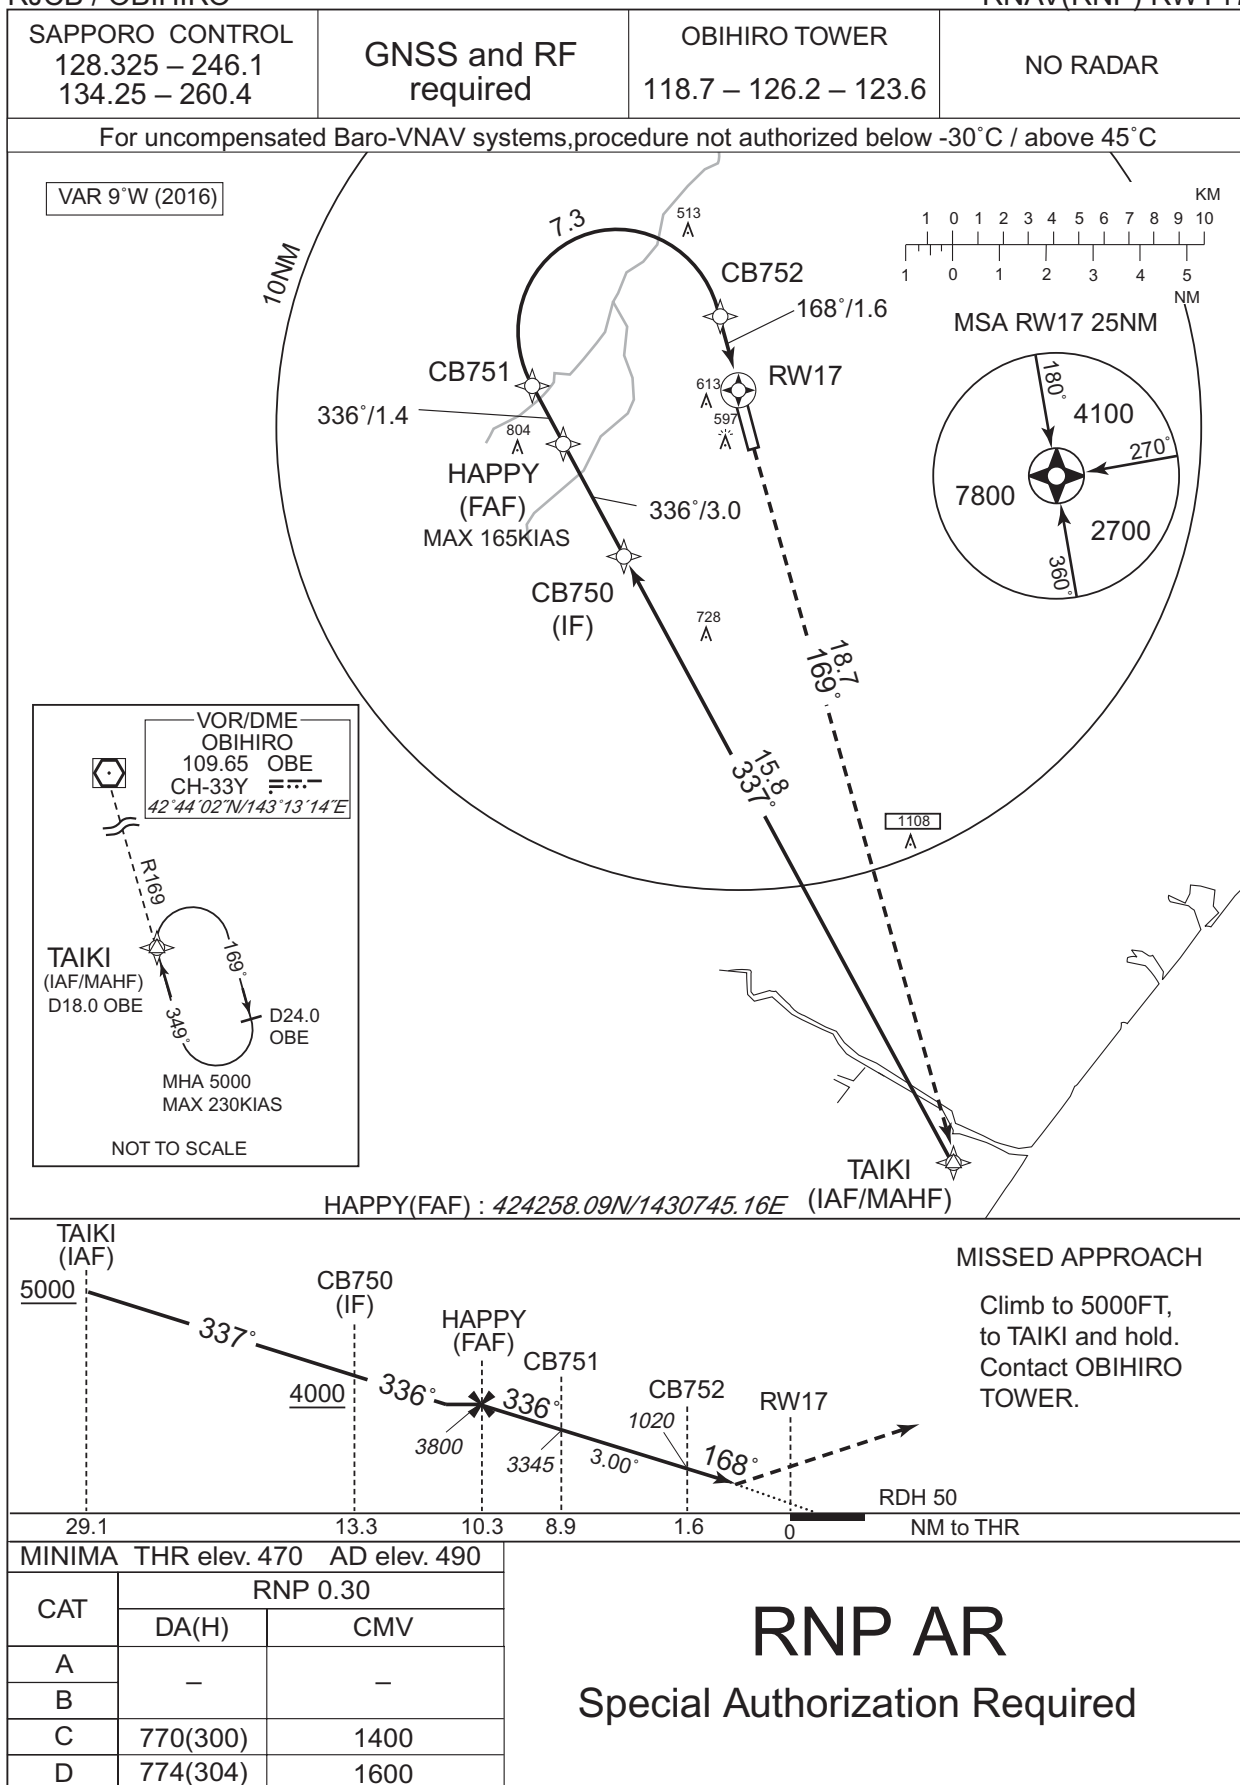 SAPPORO CONTROL
128.325 – 246.1
134.25 – 260.4
GNSS and RF
required
OBIHIRO TOWER
118.7 – 126.2 – 123.6
NO RADAR
For uncompensated Baro-VNAV systems,procedure not authorized below -30˚C / above 45˚C
VAR 9˚W (2016)
10NM
7.3
513
CB752
168˚/1.6
KM
1 0 1 2 3 4 5 6 7 8 9 10
1 0 1 2 3 4 5
NM
MSA RW17 25NM
180˚
4100
270˚
7800
2700
360˚
CB751
RW17
613
597
336˚/1.4
804
HAPPY
(FAF)
MAX 165KIAS
336˚/3.0
CB750
(IF)
728
18.7
169˚
15.8
337˚
1108
VOR/DME
OBIHIRO
109.65 OBE
CH-33Y
42˚44´02˝N/143˚13´14˝E
R169
TAIKI
(IAF/MAHF)
D18.0 OBE
169˚
349˚
D24.0
OBE
MHA 5000
MAX 230KIAS
NOT TO SCALE
TAIKI
(IAF/MAHF)
HAPPY(FAF) : 424258.09N/1430745.16E
TAIKI
(IAF)
5000
337˚
CB750
(IF)
4000
336˚
HAPPY
(FAF)
3800
336˚
CB751
3345
3.00˚
CB752
1020
168˚
RW17
RDH 50
29.1 13.3 10.3 8.9 1.6 0 NM to THR
MISSED APPROACH
Climb to 5000FT,
to TAIKI and hold.
Contact OBIHIRO
TOWER.
MINIMA THR elev. 470 AD elev. 490
CAT
RNP 0.30
DA(H) CMV
A
B
– –
C 770(300) 1400
D 774(304) 1600
RNP AR
Special Authorization Required